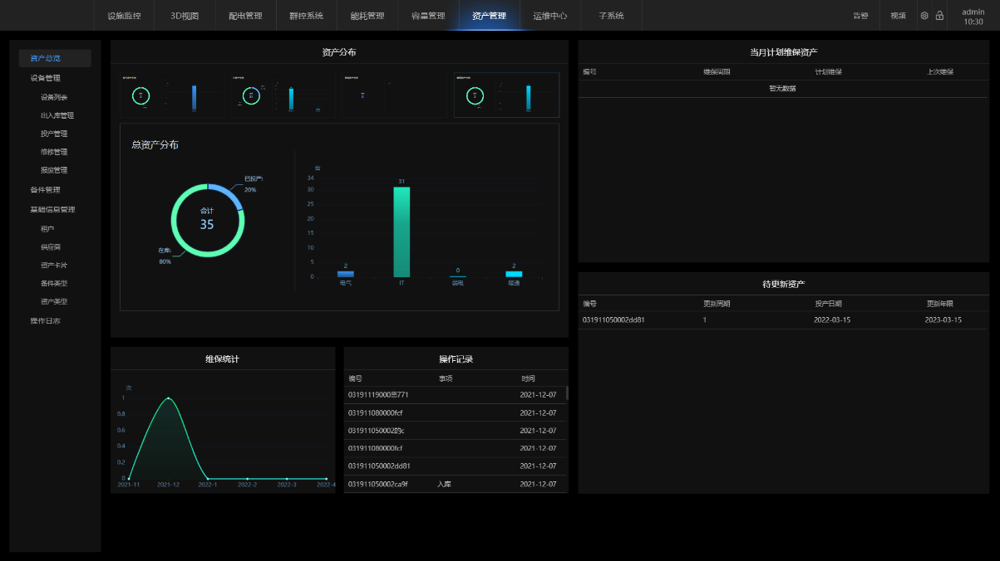 设施监控 3D视图 配电管理 群控系统 能耗管理 容量管理 资产管理 运维中心 子系统 告警 视频 admin
10:30
资产总览
设备管理
设备列表
出入库管理
投产管理
维修管理
报废管理
备件管理
基础信息管理
租户
供应商
资产卡片
备件类型
资产类型
操作日志
资产分布
总资产分布
已投产:
20%
合计
35
在库:
80%
台
34
30
25
20
15
10
5
0
2
31
0
2
电气 IT 弱电 暖通
维保统计
次
1
0.8
0.6
0.4
0.2
0
2021-11 2021-12 2022-1 2022-2 2022-3 2022-4
操作记录
编号 事项 时间
2021-12-07
031911080000fcf 2021-12-07
031911050002的c 2021-12-07
031911080000fcf 2021-12-07
031911050002dd81 2021-12-07
031911050002ca9f 入库 2021-12-07
当月计划维保资产
编号 维保周期 计划维保 上次维保
暂无数据
待更新资产
编号 更新周期 投产日期 更新年限
031911050002dd81 1 2022-03-15 2023-03-15